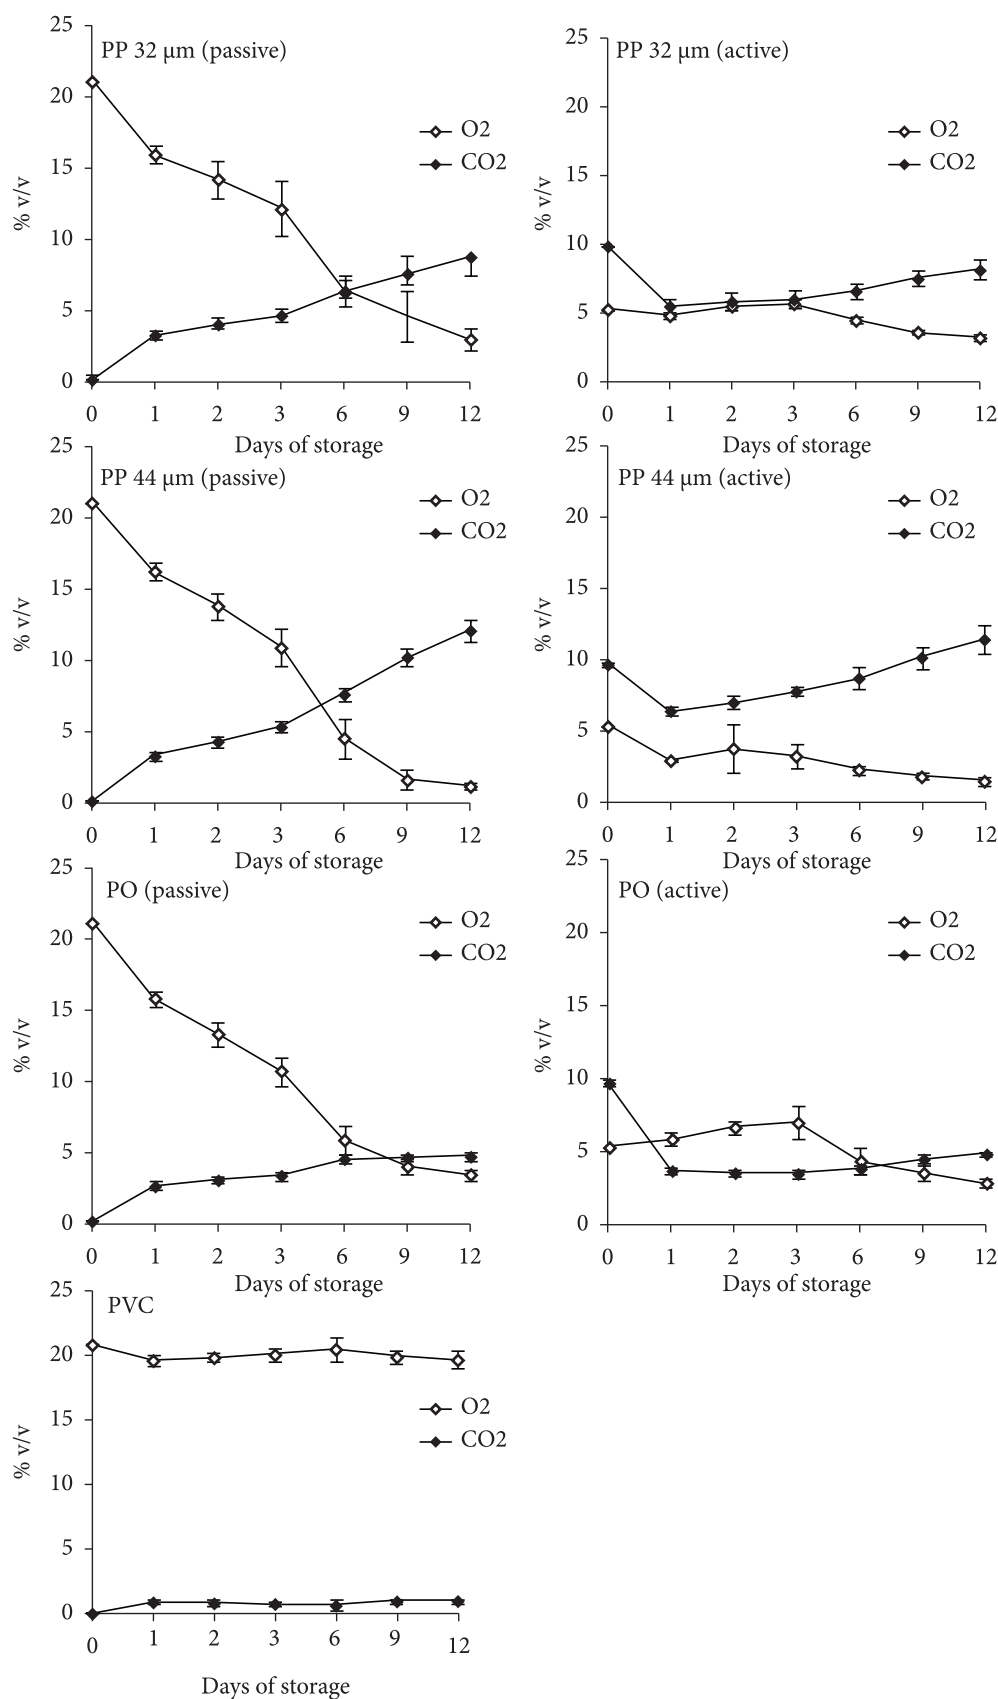 PP 32 µm (passive)
25
20
15
10
5
0
% v/v
O2
CO2
0 1 2 3 6 9 12
Days of storage
PP 32 µm (active)
25
20
15
10
5
0
% v/v
O2
CO2
0 1 2 3 6 9 12
Days of storage
PP 44 µm (passive)
25
20
15
10
5
0
% v/v
O2
CO2
0 1 2 3 6 9 12
Days of storage
PP 44 µm (active)
25
20
15
10
5
0
% v/v
O2
CO2
0 1 2 3 6 9 12
Days of storage
PO (passive)
25
20
15
10
5
0
% v/v
O2
CO2
0 1 2 3 6 9 12
Days of storage
PO (active)
25
20
15
10
5
0
% v/v
O2
CO2
0 1 2 3 6 9 12
Days of storage
PVC
25
20
15
10
5
0
% v/v
O2
CO2
0 1 2 3 6 9 12
Days of storage